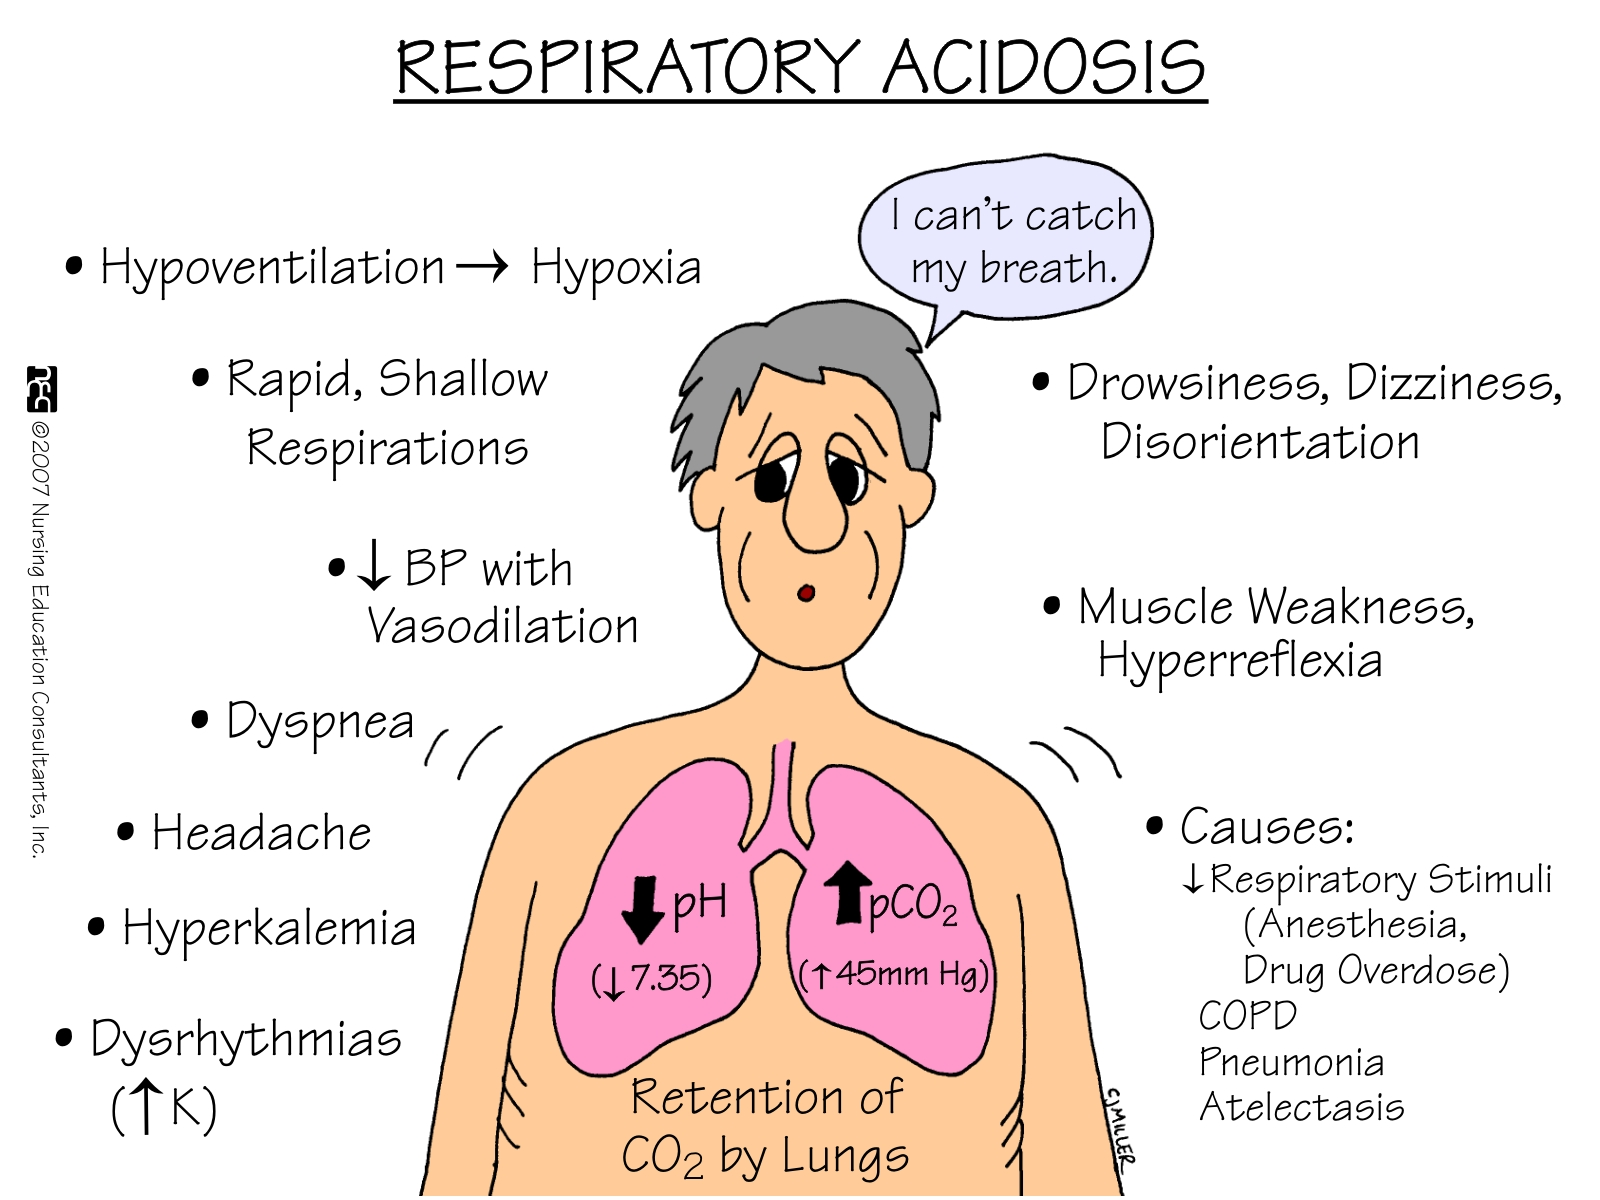 RESPIRATORY ACIDOSIS
I can't catch
my breath.
• Hypoventilation → Hypoxia
• Rapid, Shallow
Respirations
• ↓ BP with
Vasodilation
• Dyspnea
• Headache
• Hyperkalemia
• Dysrhythmias
(↑K)
• Drowsiness, Dizziness,
Disorientation
• Muscle Weakness,
Hyperreflexia
• Causes:
↓Respiratory Stimuli
(Anesthesia,
Drug Overdose)
COPD
Pneumonia
Atelectasis
↓ pH
(↓7.35)
↑ pCO₂
(↑45mm Hg)
Retention of
CO₂ by Lungs
CJMILLER
nec ©2007 Nursing Education Consultants, Inc.